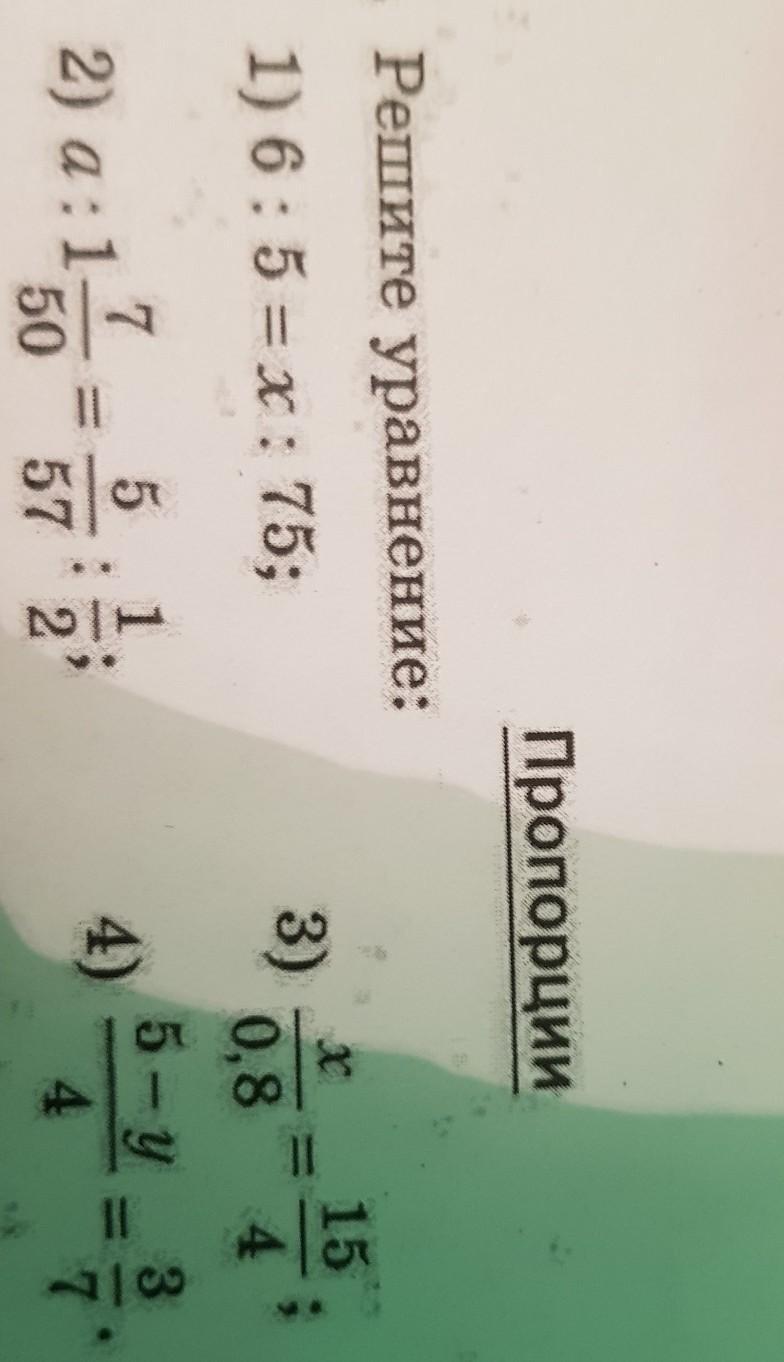 Пропорции
Решите уравнение:
1) 6 : 5 = x : 75;
2) a : 1 7/50 = 5/57 : 1/2;
3) x/0,8 = 15/4;
4) (5 − y)/4 = 3/7.